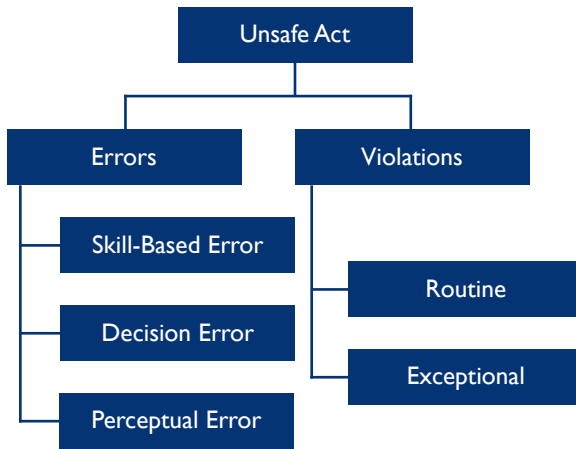 Unsafe Act
Errors
Violations
Skill-Based Error
Routine
Decision Error
Exceptional
Perceptual Error